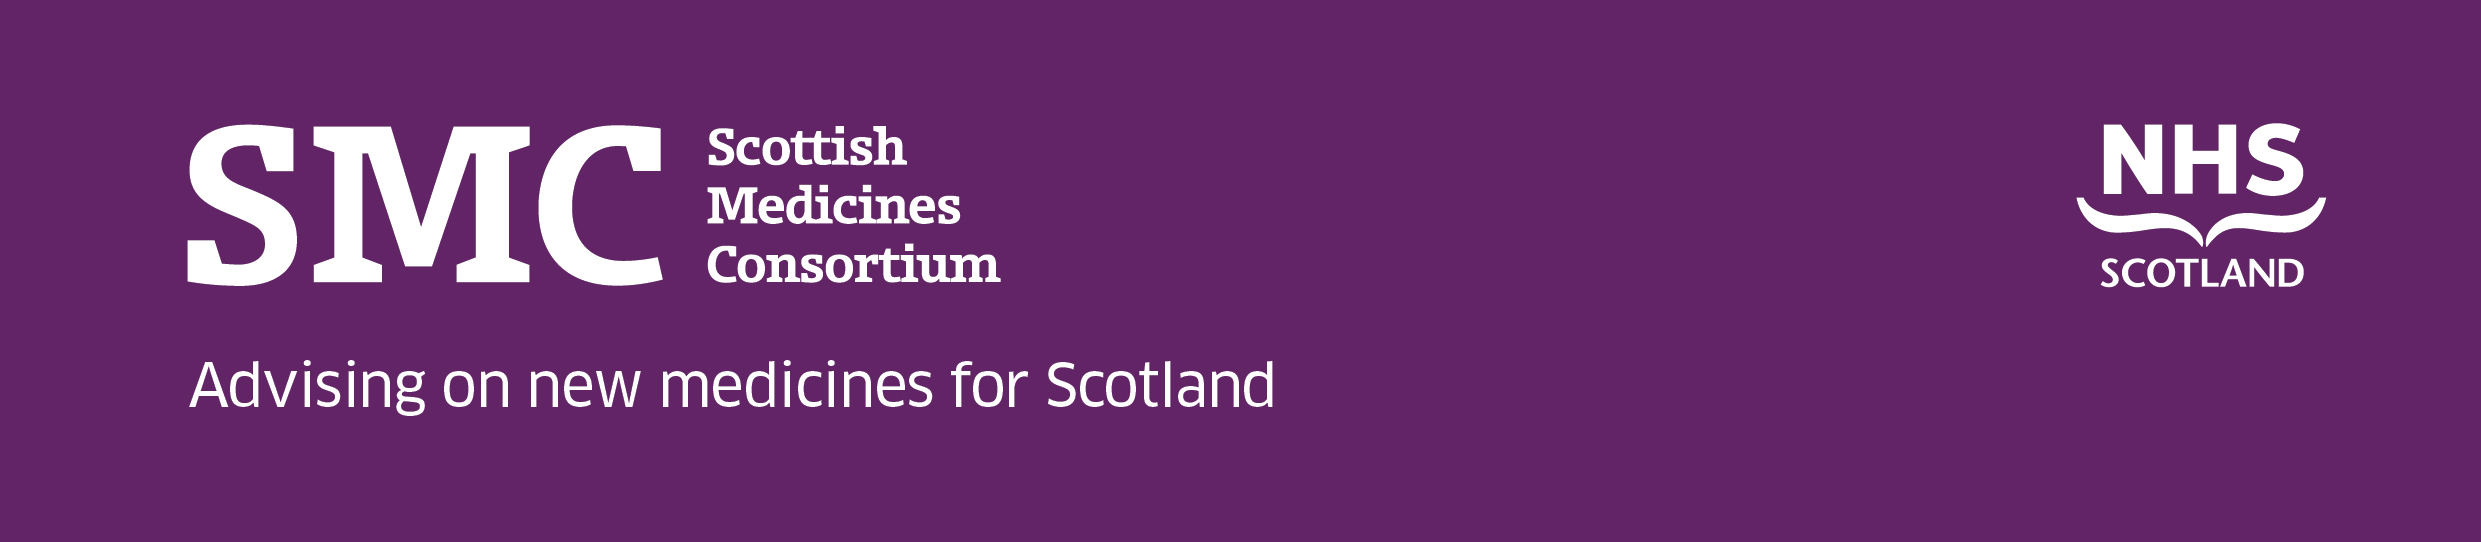 SMC
Scottish
Medicines
Consortium
NHS
SCOTLAND
Advising on new medicines for Scotland